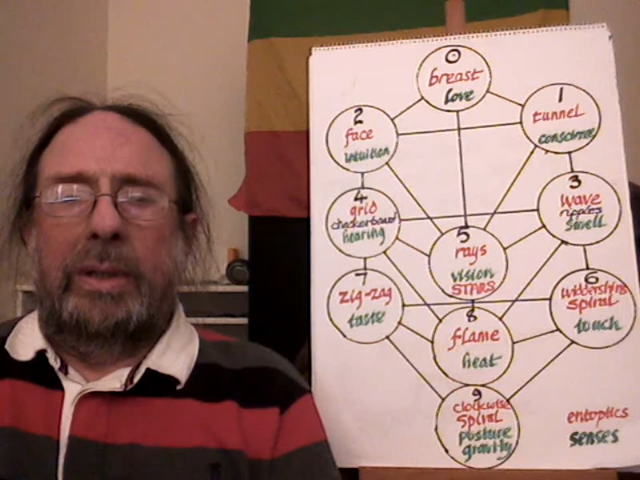 0
breast
love
1
tunnel
conscience
2
face
intuition
3
wave
ripples
smell
4
grid
checkerboard
hearing
5
rays
vision
STARS
6
widdershins
spiral
touch
7
zig-zag
taste
8
flame
heat
9
clockwise
spiral
posture
gravity
entoptics
senses